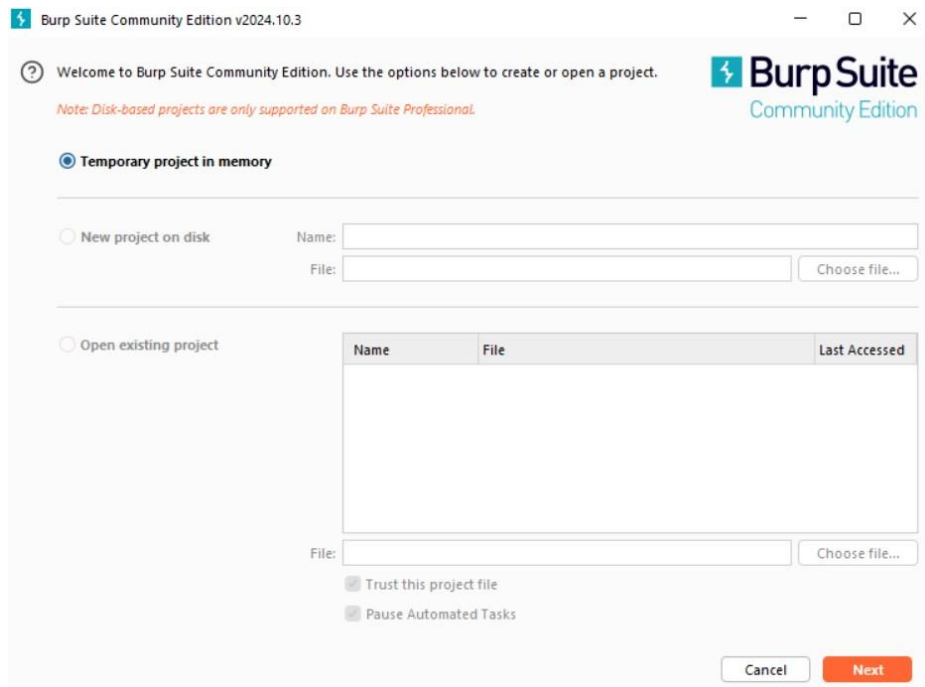 Burp Suite Community Edition v2024.10.3
Welcome to Burp Suite Community Edition. Use the options below to create or open a project.
Note: Disk-based projects are only supported on Burp Suite Professional.
Burp Suite
Community Edition
Temporary project in memory
New project on disk
Name:
File:
Choose file...
Open existing project
Name File Last Accessed
File:
Choose file...
Trust this project file
Pause Automated Tasks
Cancel Next